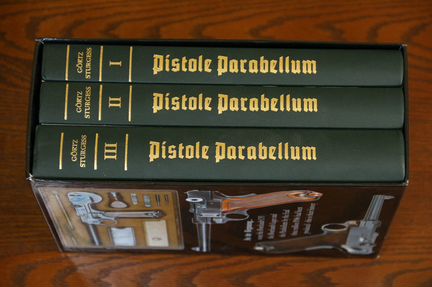 GÖRTZ
STURGESS
I
Pistole Parabellum
GÖRTZ
STURGESS
II
Pistole Parabellum
GÖRTZ
STURGESS
III
Pistole Parabellum